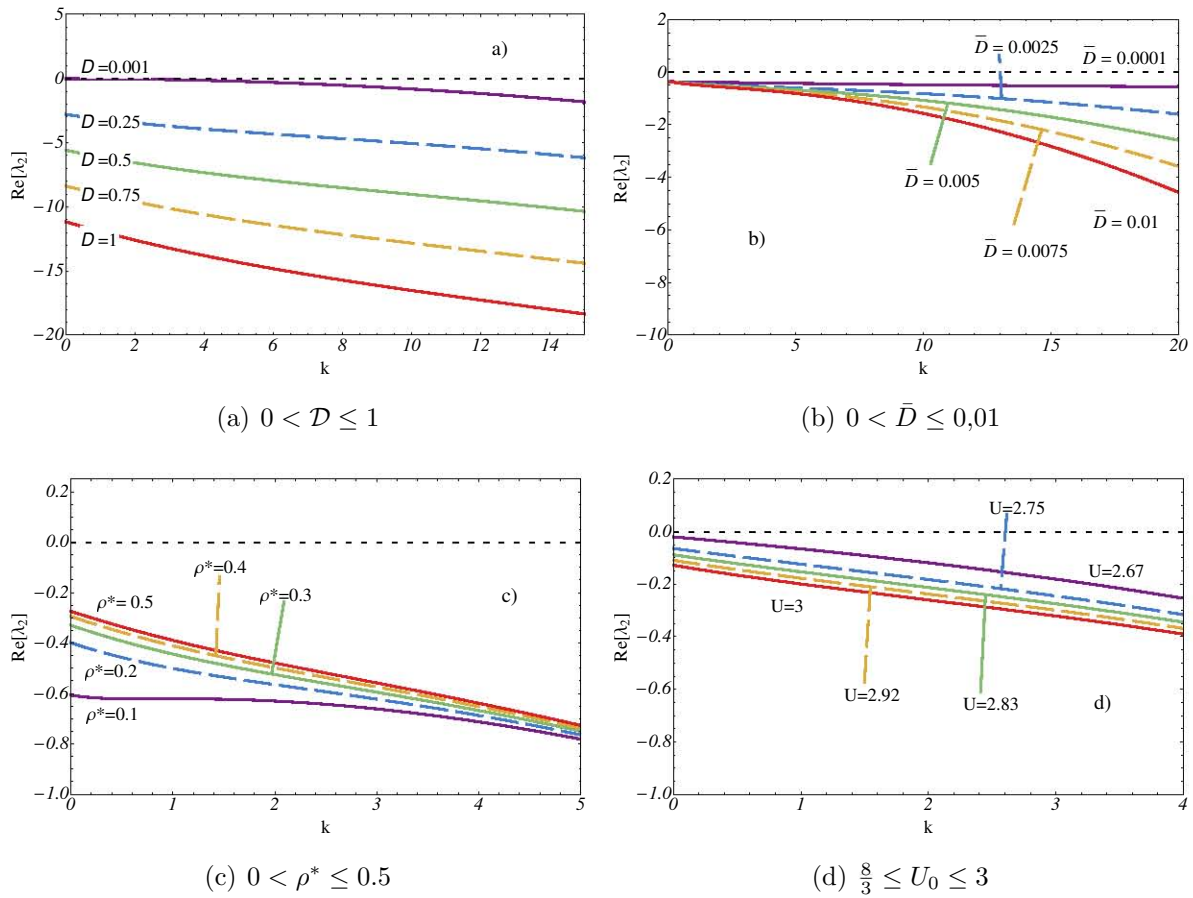 5
0
−5
−10
−15
−20
Re[λ2]
a)
D=0.001
D=0.25
D=0.5
D=0.75
D=1
0 2 4 6 8 10 12 14
k
(a) 0 < 𝒟 ≤ 1
2
0
−2
−4
−6
−8
−10
Re[λ2]
D̄ = 0.0025
D̄ = 0.0001
D̄ = 0.005
D̄ = 0.01
D̄ = 0.0075
b)
0 5 10 15 20
k
(b) 0 < D̄ ≤ 0,01
0.2
0.0
−0.2
−0.4
−0.6
−0.8
−1.0
Re[λ2]
ρ*=0.4
ρ*= 0.5
ρ*=0.3
c)
ρ*=0.2
ρ*=0.1
0 1 2 3 4 5
k
(c) 0 < ρ* ≤ 0.5
0.2
0.0
−0.2
−0.4
−0.6
−0.8
−1.0
Re[λ2]
U=2.75
U=2.67
U=3
U=2.92
U=2.83
d)
0 1 2 3 4
k
(d) 8/3 ≤ U0 ≤ 3